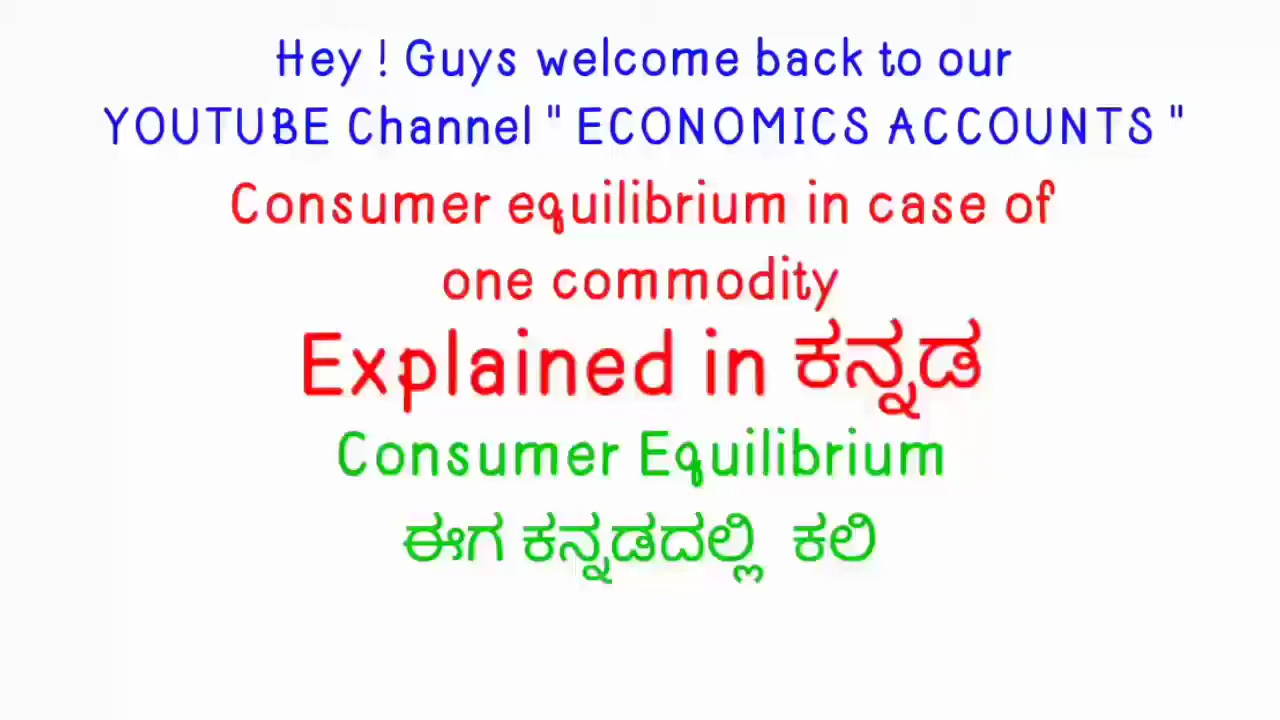 Hey ! Guys welcome back to our
YOUTUBE Channel " ECONOMICS ACCOUNTS "
Consumer equilibrium in case of
one commodity
Explained in ಕನ್ನಡ
Consumer Equilibrium
ಈಗ ಕನ್ನಡದಲ್ಲಿ ಕಲಿ